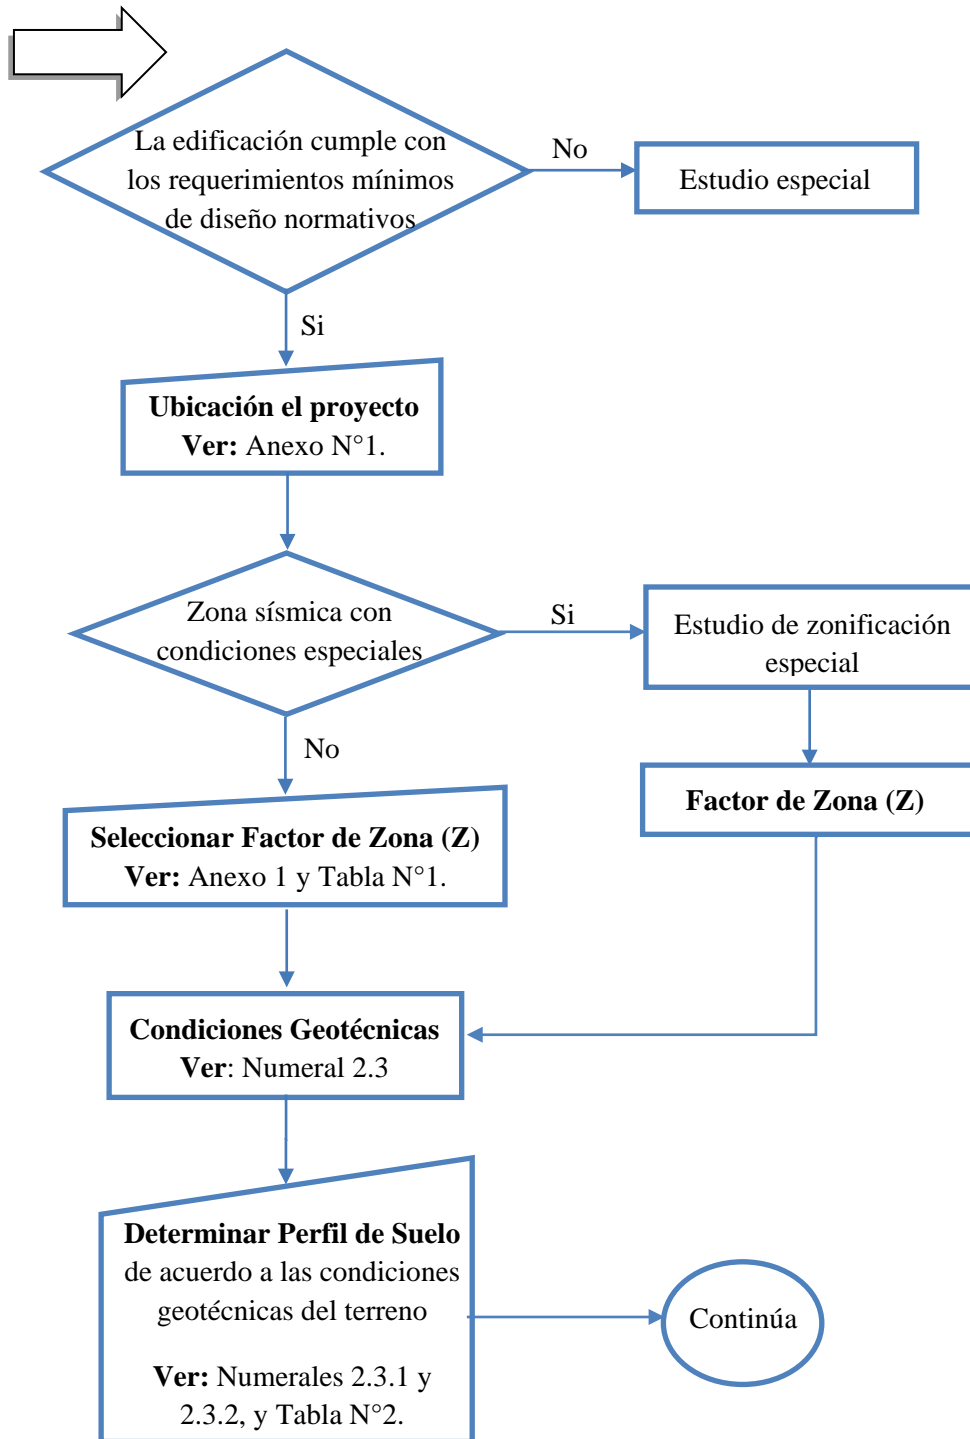 La edificación cumple con
los requerimientos mínimos
de diseño normativos
No
Estudio especial
Si
Ubicación el proyecto
Ver: Anexo N°1.
Zona sísmica con
condiciones especiales
Si
Estudio de zonificación
especial
No
Factor de Zona (Z)
Seleccionar Factor de Zona (Z)
Ver: Anexo 1 y Tabla N°1.
Condiciones Geotécnicas
Ver: Numeral 2.3
Determinar Perfil de Suelo
de acuerdo a las condiciones
geotécnicas del terreno
Ver: Numerales 2.3.1 y
2.3.2, y Tabla N°2.
Continúa